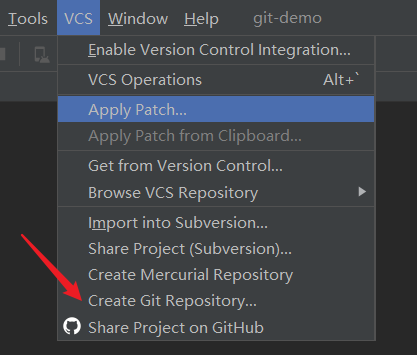 Tools VCS Window Help git-demo
Enable Version Control Integration...
VCS Operations Alt+`
Apply Patch...
Apply Patch from Clipboard...
Get from Version Control...
Browse VCS Repository
Import into Subversion...
Share Project (Subversion)...
Create Mercurial Repository
Create Git Repository...
Share Project on GitHub